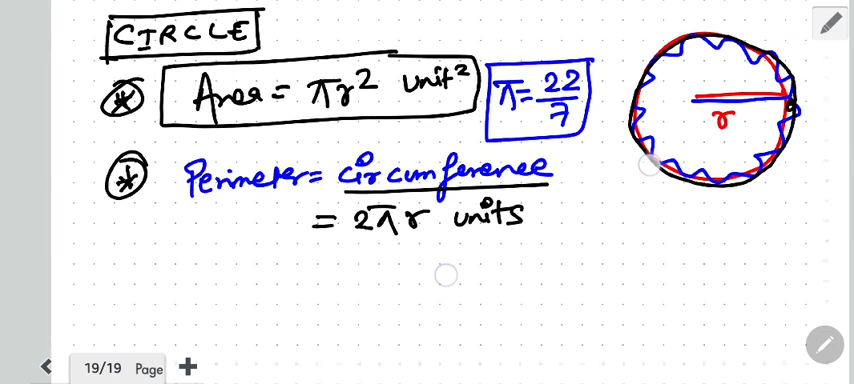 CIRCLE
* Area = πr² unit²
π = 22/7
r
* Perimeter = circumference
= 2πr units
19/19 Page